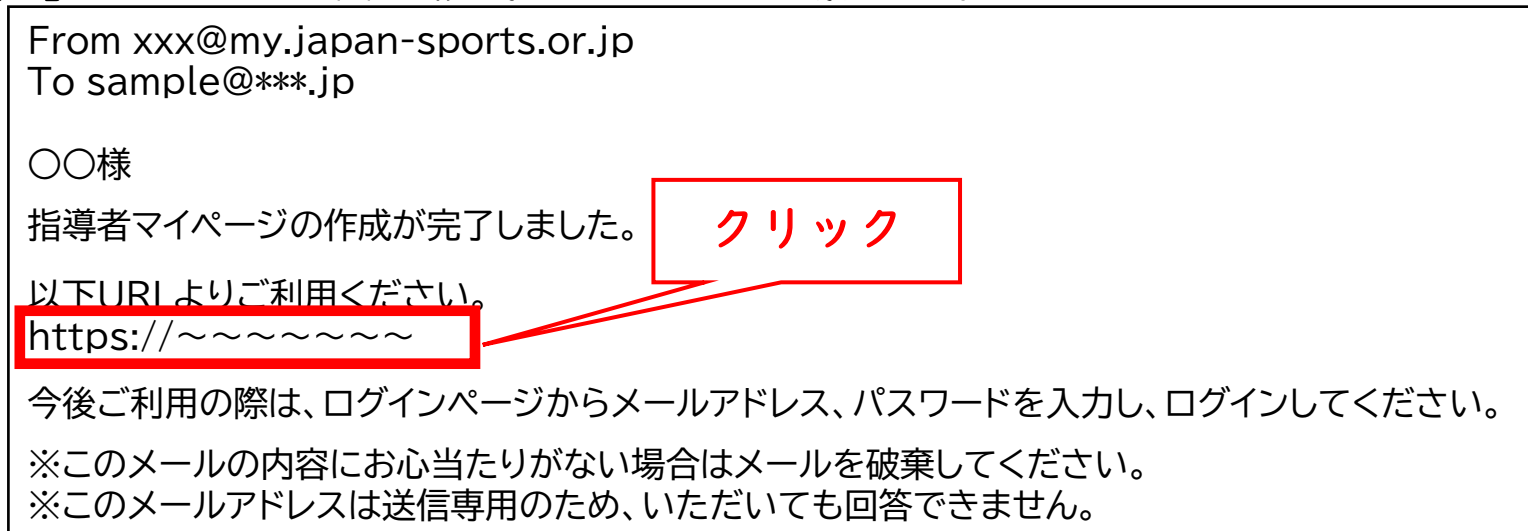 From xxx@my.japan-sports.or.jp
To sample@***.jp
○○様
指導者マイページの作成が完了しました。
クリック
以下URLよりご利用ください。
https://～～～～～～～
今後ご利用の際は、ログインページからメールアドレス、パスワードを入力し、ログインしてください。
※このメールの内容にお心当たりがない場合はメールを破棄してください。
※このメールアドレスは送信専用のため、いただいても回答できません。